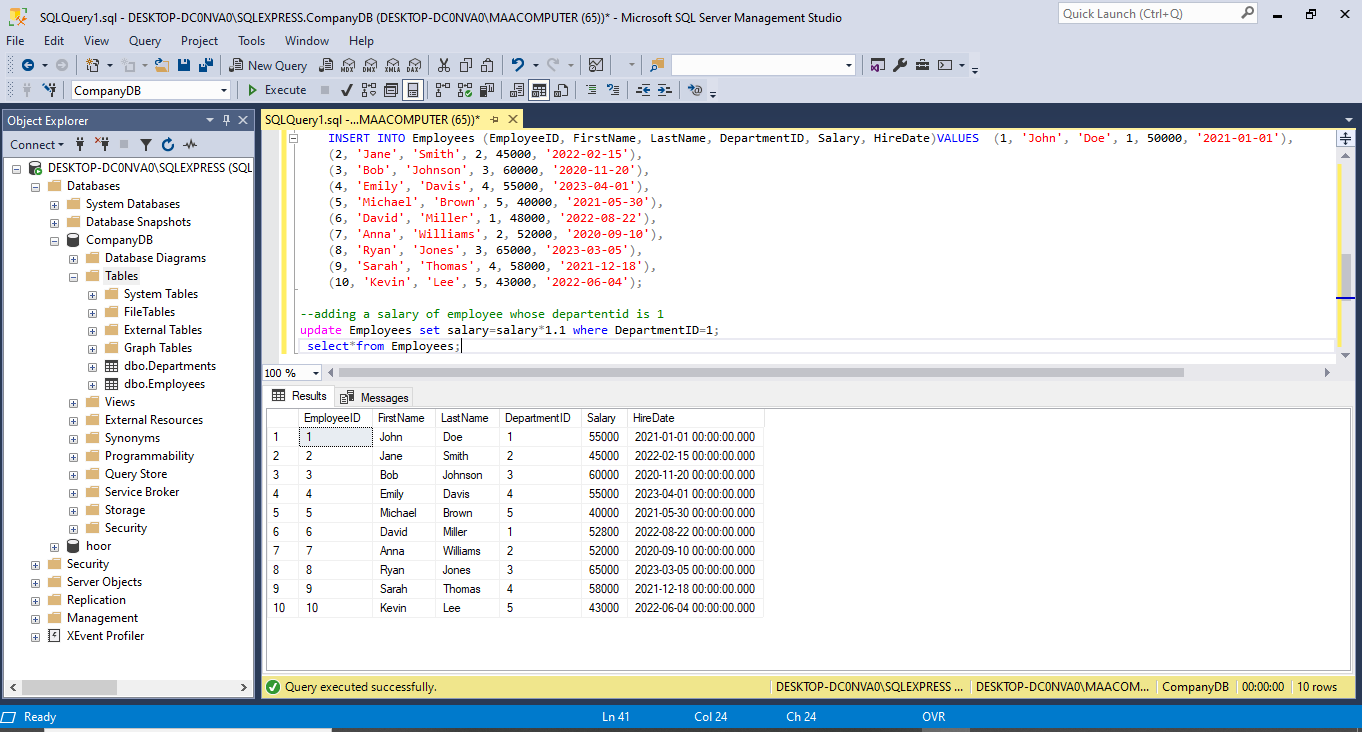 SQLQuery1.sql - DESKTOP-DC0NVA0\SQLEXPRESS.CompanyDB (DESKTOP-DC0NVA0\MAACOMPUTER (65))* - Microsoft SQL Server Management Studio
Quick Launch (Ctrl+Q)
File Edit View Query Project Tools Window Help
New Query MDX DMX XMLA DAX
CompanyDB Execute
Object Explorer
Connect
DESKTOP-DC0NVA0\SQLEXPRESS (SQL
Databases
System Databases
Database Snapshots
CompanyDB
Database Diagrams
Tables
System Tables
FileTables
External Tables
Graph Tables
dbo.Departments
dbo.Employees
Views
External Resources
Synonyms
Programmability
Query Store
Service Broker
Storage
Security
hoor
Security
Server Objects
Replication
Management
XEvent Profiler
SQLQuery1.sql -...MAACOMPUTER (65))*
INSERT INTO Employees (EmployeeID, FirstName, LastName, DepartmentID, Salary, HireDate)VALUES (1, 'John', 'Doe', 1, 50000, '2021-01-01'),
(2, 'Jane', 'Smith', 2, 45000, '2022-02-15'),
(3, 'Bob', 'Johnson', 3, 60000, '2020-11-20'),
(4, 'Emily', 'Davis', 4, 55000, '2023-04-01'),
(5, 'Michael', 'Brown', 5, 40000, '2021-05-30'),
(6, 'David', 'Miller', 1, 48000, '2022-08-22'),
(7, 'Anna', 'Williams', 2, 52000, '2020-09-10'),
(8, 'Ryan', 'Jones', 3, 65000, '2023-03-05'),
(9, 'Sarah', 'Thomas', 4, 58000, '2021-12-18'),
(10, 'Kevin', 'Lee', 5, 43000, '2022-06-04');
--adding a salary of employee whose departentid is 1
update Employees set salary=salary*1.1 where DepartmentID=1;
select*from Employees;
100 %
Results Messages
EmployeeID FirstName LastName DepartmentID Salary HireDate
1 1 John Doe 1 55000 2021-01-01 00:00:00.000
2 2 Jane Smith 2 45000 2022-02-15 00:00:00.000
3 3 Bob Johnson 3 60000 2020-11-20 00:00:00.000
4 4 Emily Davis 4 55000 2023-04-01 00:00:00.000
5 5 Michael Brown 5 40000 2021-05-30 00:00:00.000
6 6 David Miller 1 52800 2022-08-22 00:00:00.000
7 7 Anna Williams 2 52000 2020-09-10 00:00:00.000
8 8 Ryan Jones 3 65000 2023-03-05 00:00:00.000
9 9 Sarah Thomas 4 58000 2021-12-18 00:00:00.000
10 10 Kevin Lee 5 43000 2022-06-04 00:00:00.000
Query executed successfully. DESKTOP-DC0NVA0\SQLEXPRESS ... DESKTOP-DC0NVA0\MAACOM... CompanyDB 00:00:00 10 rows
Ready Ln 41 Col 24 Ch 24 OVR